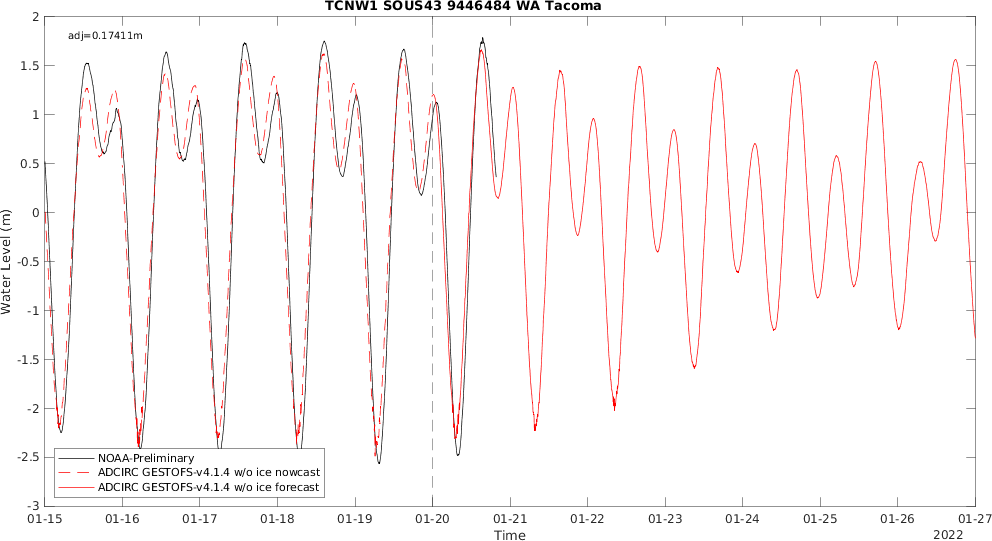 TCNW1 SOUS43 9446484 WA Tacoma
adj=0.17411m
2
1.5
1
0.5
0
-0.5
-1
-1.5
-2
-2.5
-3
Water Level (m)
NOAA-Preliminary
ADCIRC GESTOFS-v4.1.4 w/o ice nowcast
ADCIRC GESTOFS-v4.1.4 w/o ice forecast
01-15 01-16 01-17 01-18 01-19 01-20 01-21 01-22 01-23 01-24 01-25 01-26 01-27
Time
2022